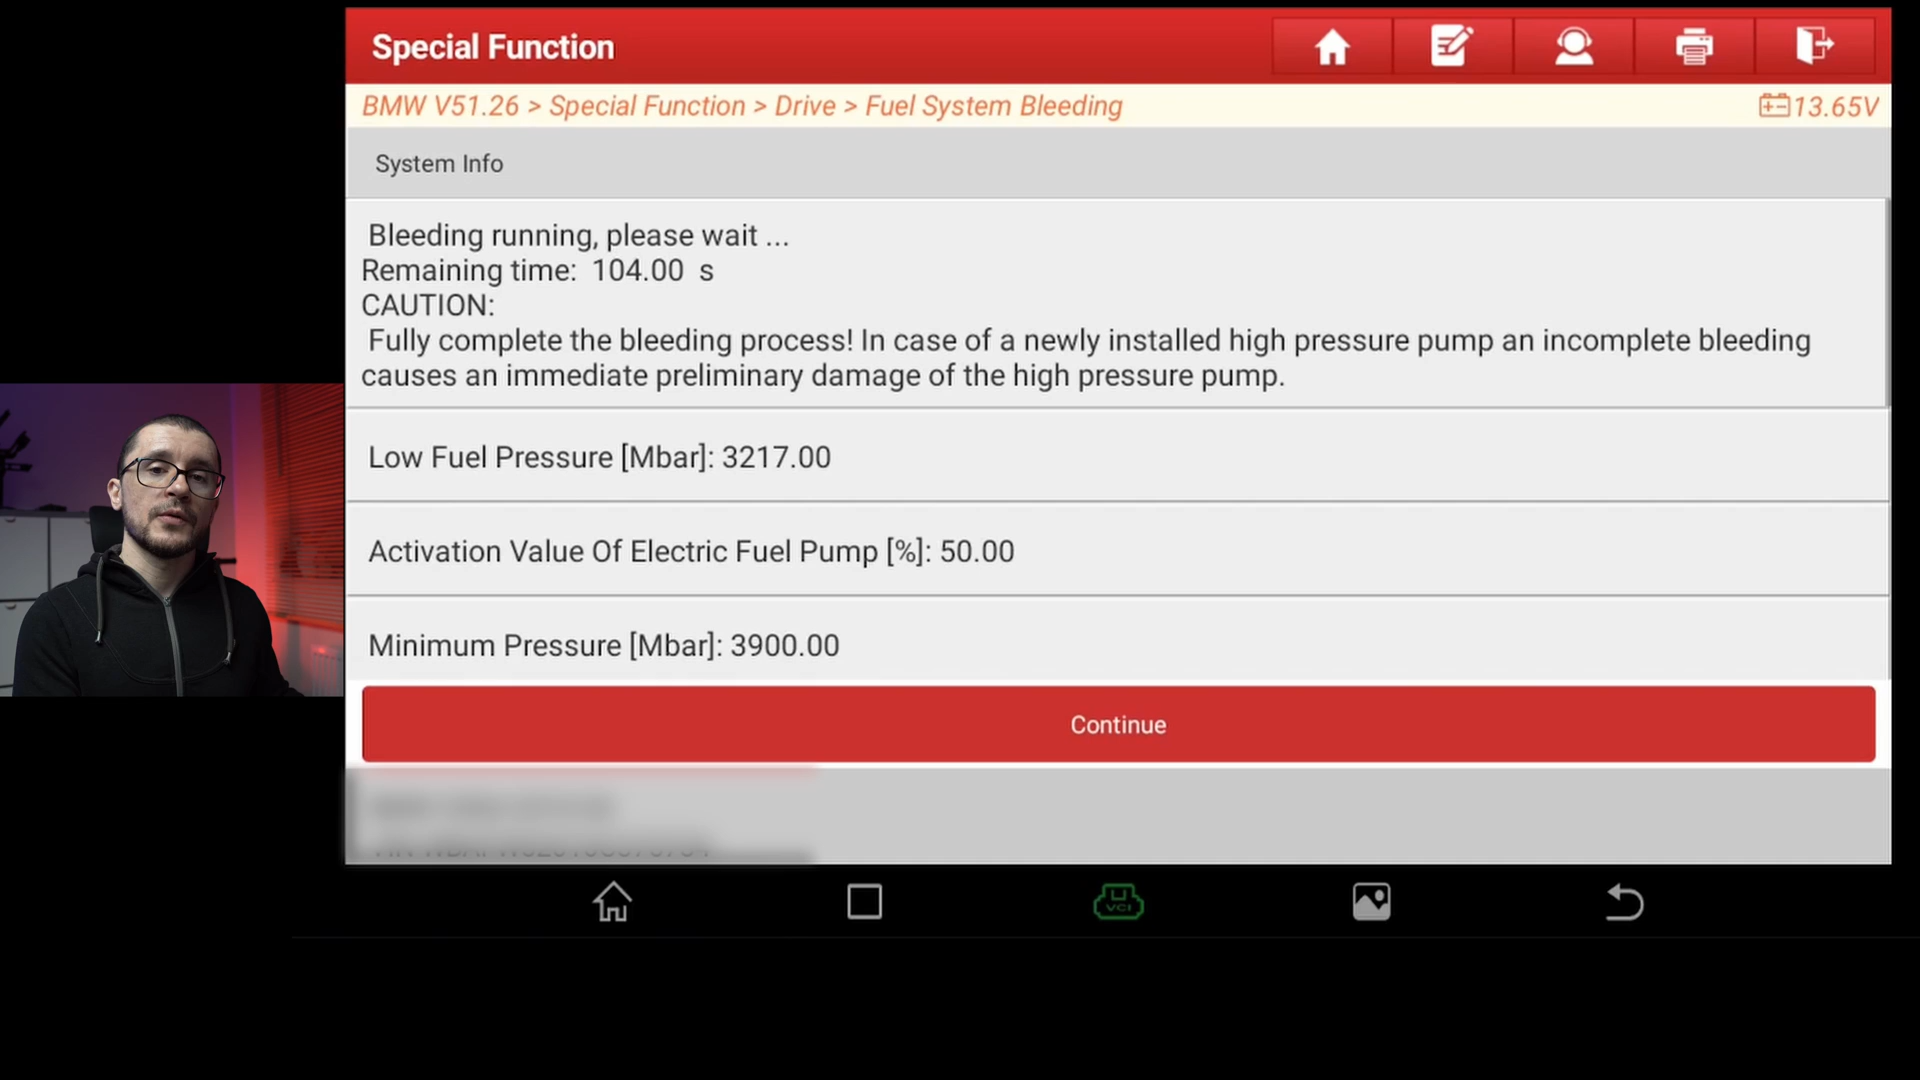 Special Function
BMW V51.26 > Special Function > Drive > Fuel System Bleeding
13.65V
System Info
Bleeding running, please wait ...
Remaining time: 104.00 s
CAUTION:
Fully complete the bleeding process! In case of a newly installed high pressure pump an incomplete bleeding
causes an immediate preliminary damage of the high pressure pump.
Low Fuel Pressure [Mbar]: 3217.00
Activation Value Of Electric Fuel Pump [%]: 50.00
Minimum Pressure [Mbar]: 3900.00
Continue
VCI